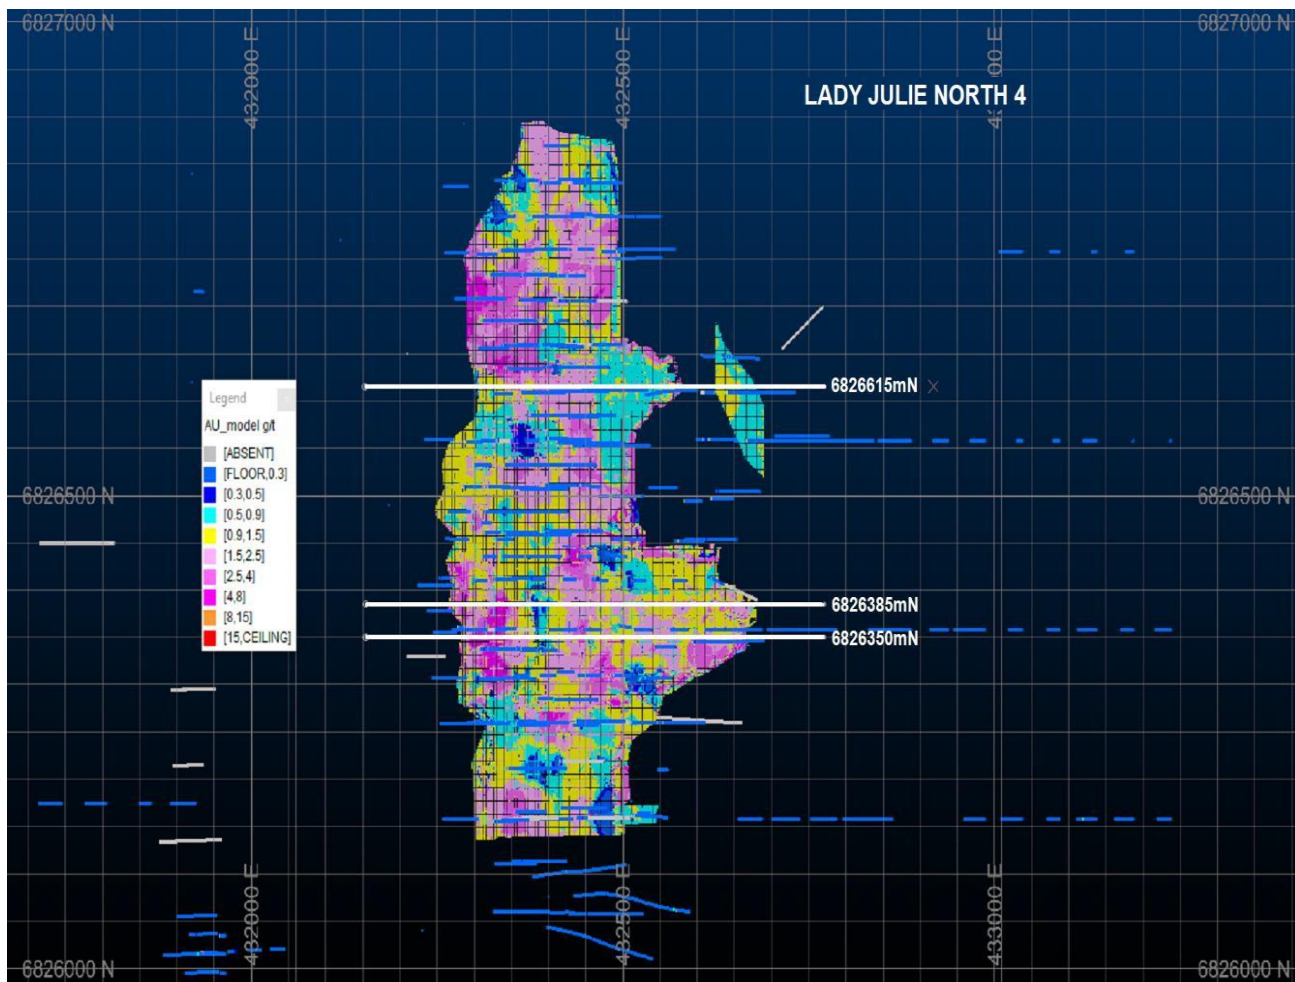 6827000 N
6827000 N
432000 E
432500 E
LADY JULIE NORTH 4
6826615mN
Legend
AU_model g/t
[ABSENT]
[FLOOR,0.3]
[0.3,0.5]
[0.5,0.9]
[0.9,1.5]
[1.5,2.5]
[2.5,4]
[4,8]
[8,15]
[15,CEILING]
6826500 N
6826500 N
6826385mN
6826350mN
432000 E
432500 E
433000 E
6826000 N
6826000 N